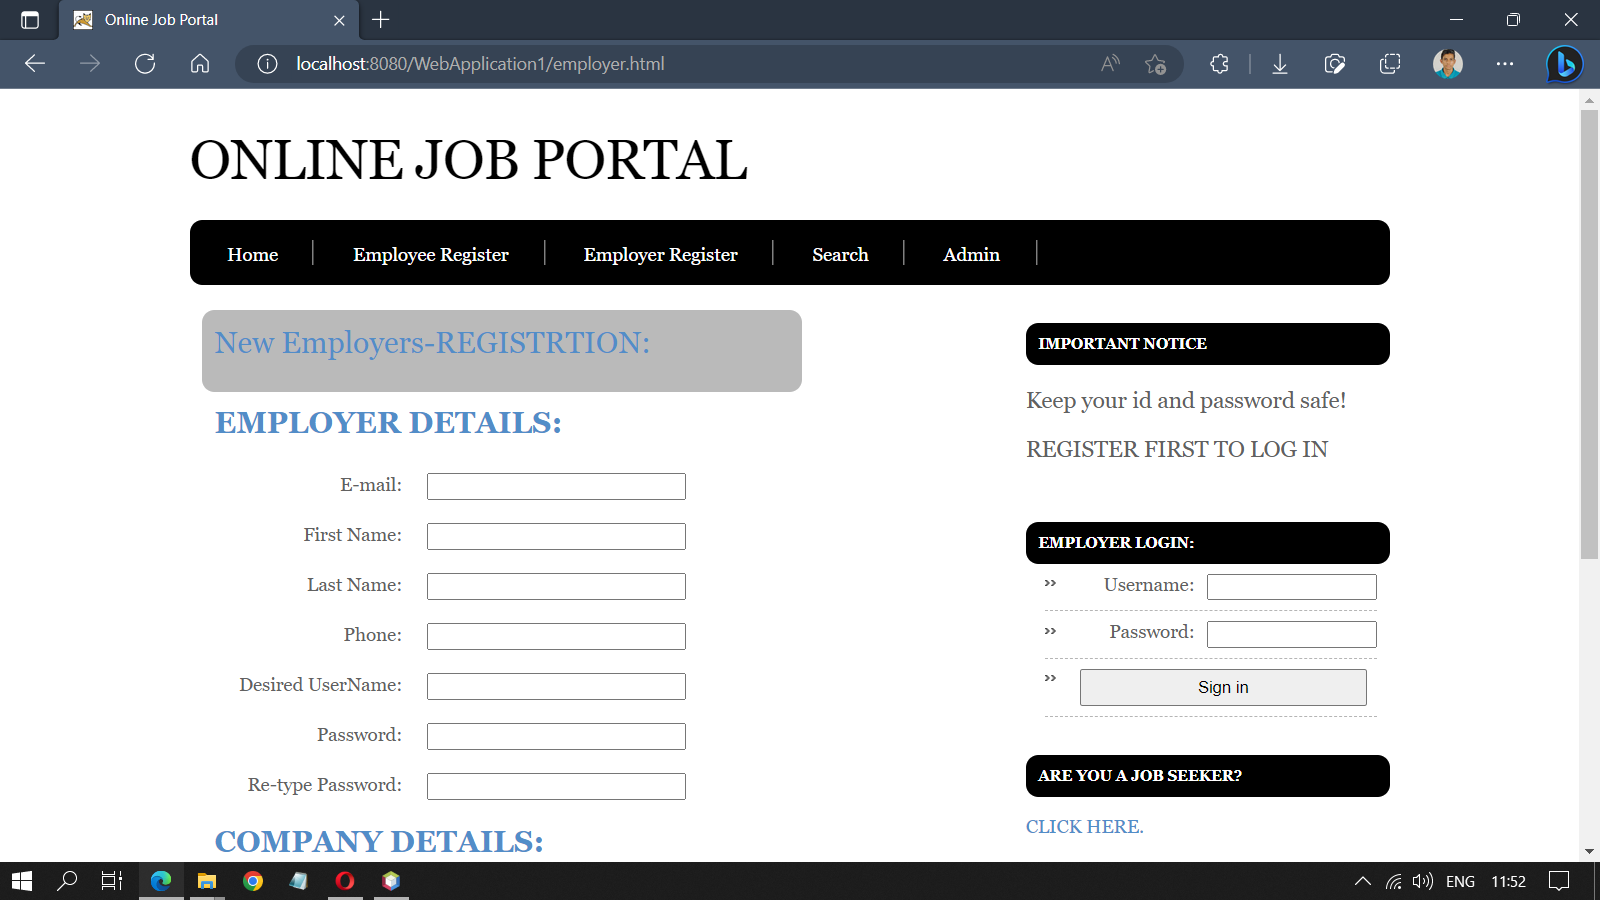 Online Job Portal
localhost:8080/WebApplication1/employer.html
ONLINE JOB PORTAL
Home
Employee Register
Employer Register
Search
Admin
New Employers-REGISTRTION:
EMPLOYER DETAILS:
E-mail:
First Name:
Last Name:
Phone:
Desired UserName:
Password:
Re-type Password:
COMPANY DETAILS:
IMPORTANT NOTICE
Keep your id and password safe!
REGISTER FIRST TO LOG IN
EMPLOYER LOGIN:
Username:
Password:
Sign in
ARE YOU A JOB SEEKER?
CLICK HERE.
ENG
11:52